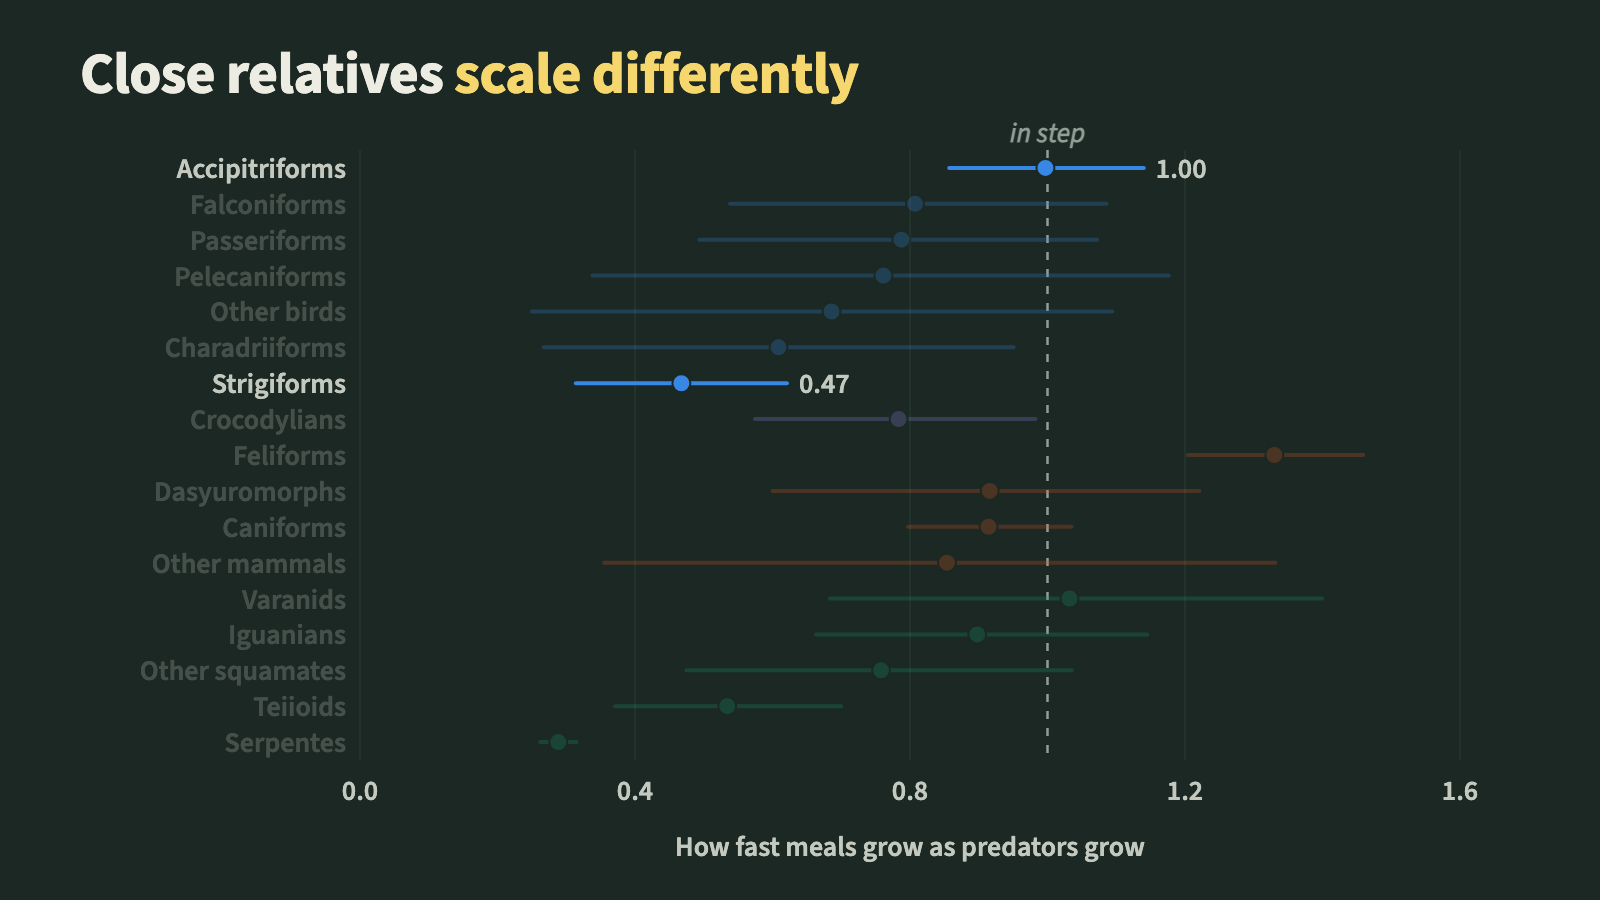 Close relatives scale differently
in step
Accipitriforms 1.00
Falconiforms
Passeriforms
Pelecaniforms
Other birds
Charadriiforms
Strigiforms 0.47
Crocodylians
Feliforms
Dasyuromorphs
Caniforms
Other mammals
Varanids
Iguanians
Other squamates
Teiioids
Serpentes
0.0 0.4 0.8 1.2 1.6
How fast meals grow as predators grow